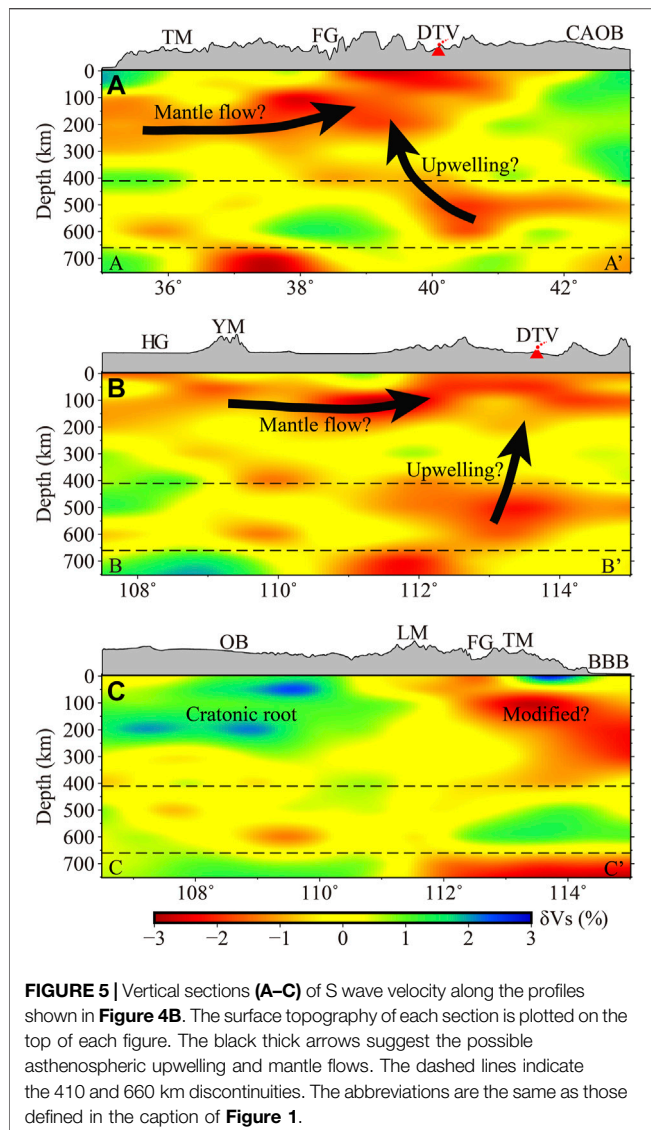 TM FG DTV CAOB
A
Depth (km)
0
100
200
300
400
500
600
700
Mantle flow?
Upwelling?
A A'
36° 38° 40° 42°
HG YM DTV
B
Depth (km)
0
100
200
300
400
500
600
700
Mantle flow?
Upwelling?
B B'
108° 110° 112° 114°
OB LM FG TM BBB
C
Depth (km)
0
100
200
300
400
500
600
700
Cratonic root Modified?
C C'
108° 110° 112° 114°
δVs (%)
−3 −2 −1 0 1 2 3
FIGURE 5 | Vertical sections (A–C) of S wave velocity along the profiles
shown in Figure 4B. The surface topography of each section is plotted on the
top of each figure. The black thick arrows suggest the possible
asthenospheric upwelling and mantle flows. The dashed lines indicate
the 410 and 660 km discontinuities. The abbreviations are the same as those
defined in the caption of Figure 1.